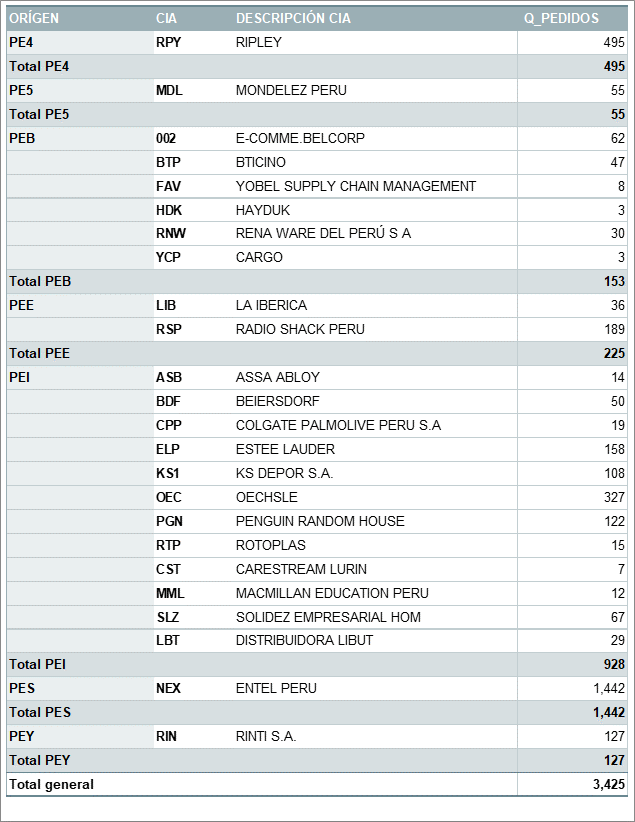 ORÍGEN CIA DESCRIPCIÓN CIA Q_PEDIDOS
PE4 RPY RIPLEY 495
Total PE4 495
PE5 MDL MONDELEZ PERU 55
Total PE5 55
PEB 002 E-COMME.BELCORP 62
BTP BTICINO 47
FAV YOBEL SUPPLY CHAIN MANAGEMENT 8
HDK HAYDUK 3
RNW RENA WARE DEL PERÚ S A 30
YCP CARGO 3
Total PEB 153
PEE LIB LA IBERICA 36
RSP RADIO SHACK PERU 189
Total PEE 225
PEI ASB ASSA ABLOY 14
BDF BEIERSDORF 50
CPP COLGATE PALMOLIVE PERU S.A 19
ELP ESTEE LAUDER 158
KS1 KS DEPOR S.A. 108
OEC OECHSLE 327
PGN PENGUIN RANDOM HOUSE 122
RTP ROTOPLAS 15
CST CARESTREAM LURIN 7
MML MACMILLAN EDUCATION PERU 12
SLZ SOLIDEZ EMPRESARIAL HOM 67
LBT DISTRIBUIDORA LIBUT 29
Total PEI 928
PES NEX ENTEL PERU 1,442
Total PES 1,442
PEY RIN RINTI S.A. 127
Total PEY 127
Total general 3,425